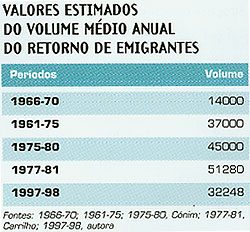 VALORES ESTIMADOS
DO VOLUME MÉDIO ANUAL
DO RETORNO DE EMIGRANTES
Períodos Volume
1966-70 14000
1961-75 37000
1975-80 45000
1977-81 51280
1997-98 32248
Fontes: 1966-70; 1961-75; 1975-80, Cónim; 1977-81,
Carrilho; 1997-98, autora